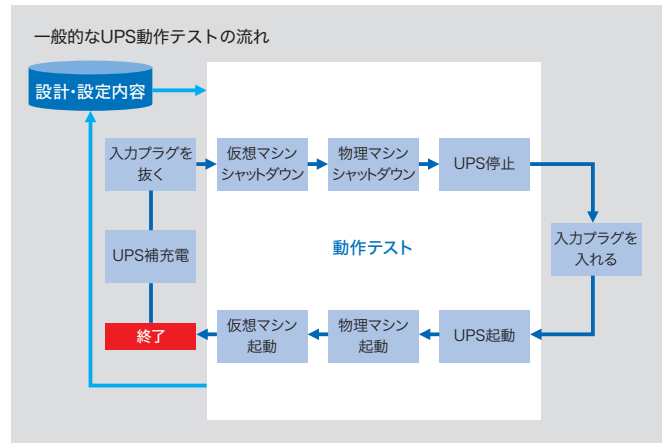 一般的なUPS動作テストの流れ
設計・設定内容
入力プラグを
抜く
仮想マシン
シャットダウン
物理マシン
シャットダウン
UPS停止
入力プラグを
入れる
UPS補充電
動作テスト
終了
仮想マシン
起動
物理マシン
起動
UPS起動